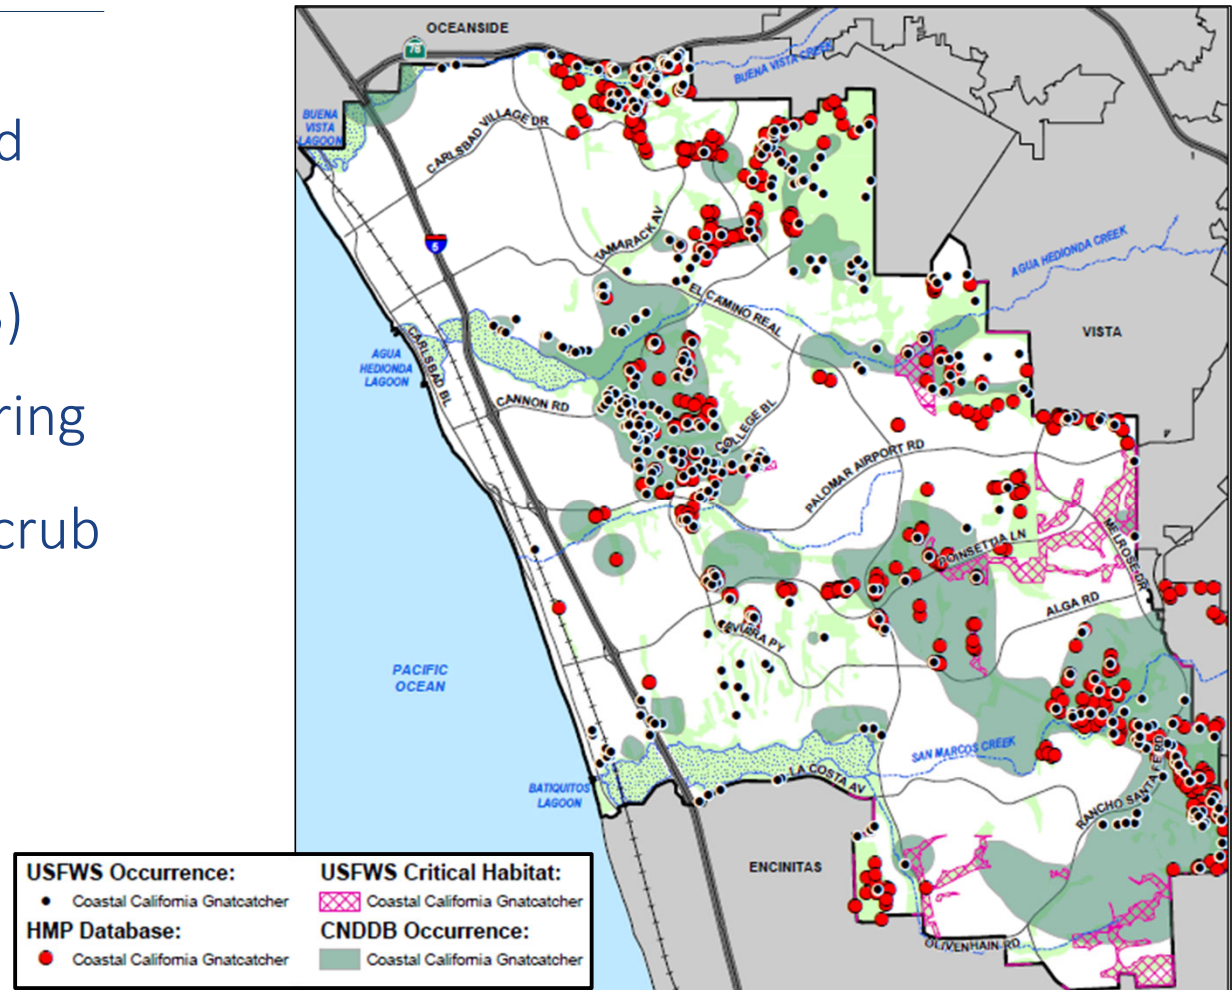 d
s)
ring
crub
OCEANSIDE
78
BUENA VISTA CREEK
BUENA
VISTA
LAGOON
CARLSBAD VILLAGE DR
TAMARACK AV
5
EL CAMINO REAL
AGUA HEDIONDA CREEK
VISTA
AGUA
HEDIONDA
LAGOON
CARLSBAD BL
CANNON RD
COLLEGE BL
PALOMAR AIRPORT RD
POINSETTIA LN
MELROSE DR
ALGA RD
AVIARA PY
PACIFIC
OCEAN
SAN MARCOS CREEK
RANCHO SANTA FE RD
LA COSTA AV
BATIQUITOS
LAGOON
ENCINITAS
OLIVENHAIN RD
USFWS Occurrence:
Coastal California Gnatcatcher
HMP Database:
Coastal California Gnatcatcher
USFWS Critical Habitat:
Coastal California Gnatcatcher
CNDDB Occurrence:
Coastal California Gnatcatcher